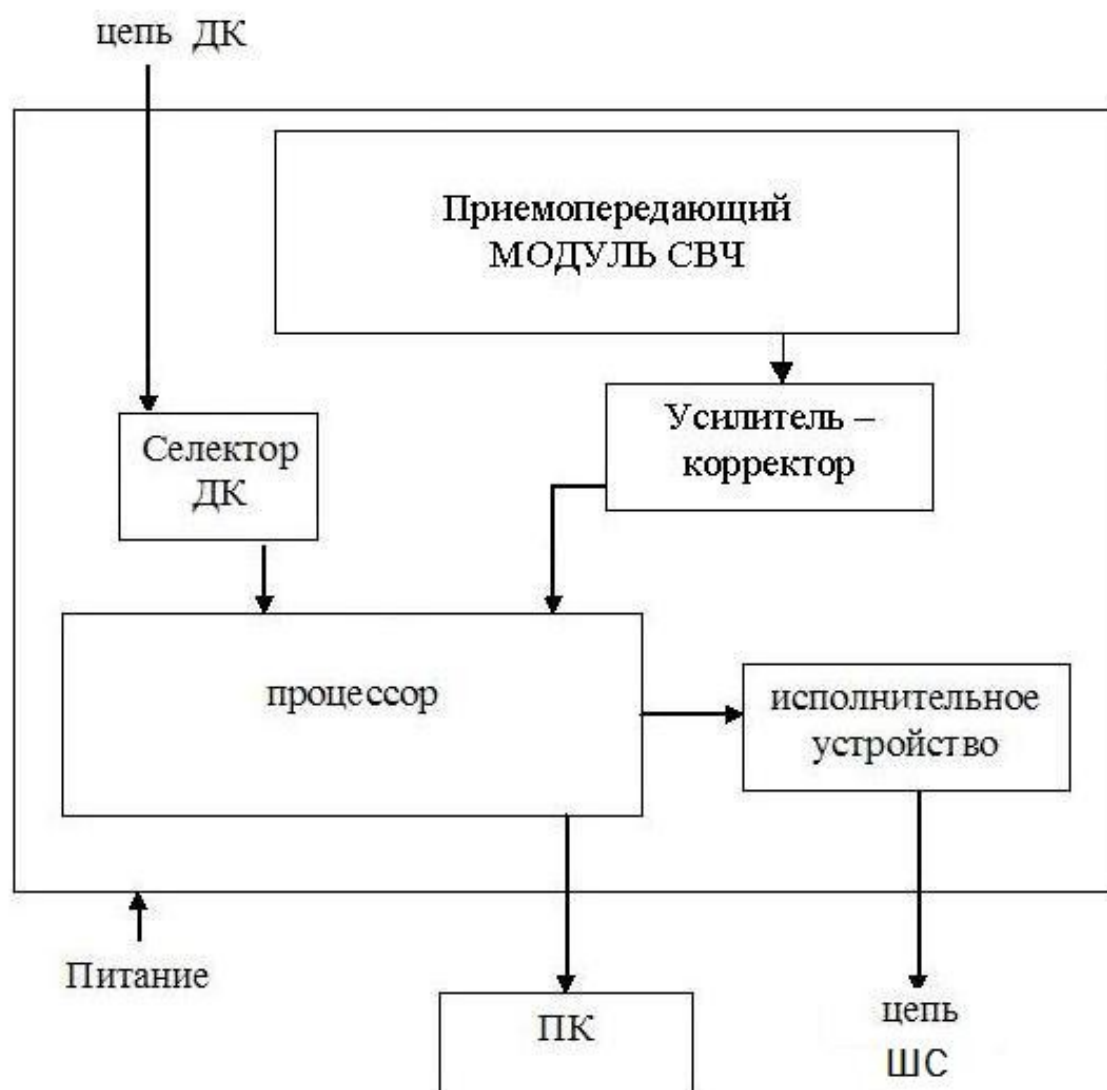 цепь ДК
Приемопередающий
МОДУЛЬ СВЧ
Усилитель –
корректор
Селектор
ДК
процессор
исполнительное
устройство
Питание
ПК
цепь
ШС